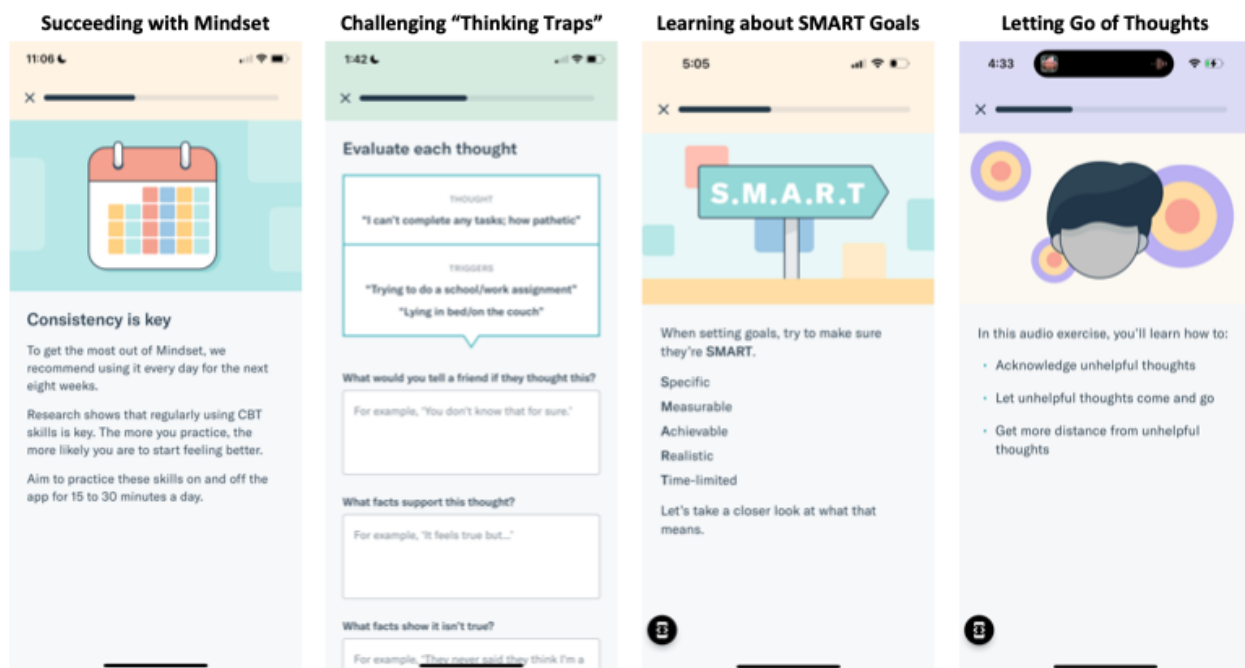 Succeeding with Mindset
11:06
Consistency is key
To get the most out of Mindset, we
recommend using it every day for the next
eight weeks.
Research shows that regularly using CBT
skills is key. The more you practice, the
more likely you are to start feeling better.
Aim to practice these skills on and off the
app for 15 to 30 minutes a day.
Challenging “Thinking Traps”
1:42
Evaluate each thought
THOUGHT
"I can't complete any tasks; how pathetic"
TRIGGERS
"Trying to do a school/work assignment"
"Lying in bed/on the couch"
What would you tell a friend if they thought this?
For example, "You don't know that for sure."
What facts support this thought?
For example, "It feels true but..."
What facts show it isn't true?
For example, "They never said they think I'm a
Learning about SMART Goals
5:05
S.M.A.R.T
When setting goals, try to make sure
they're SMART.
Specific
Measurable
Achievable
Realistic
Time-limited
Let's take a closer look at what that
means.
Letting Go of Thoughts
4:33
In this audio exercise, you'll learn how to:
• Acknowledge unhelpful thoughts
• Let unhelpful thoughts come and go
• Get more distance from unhelpful
thoughts